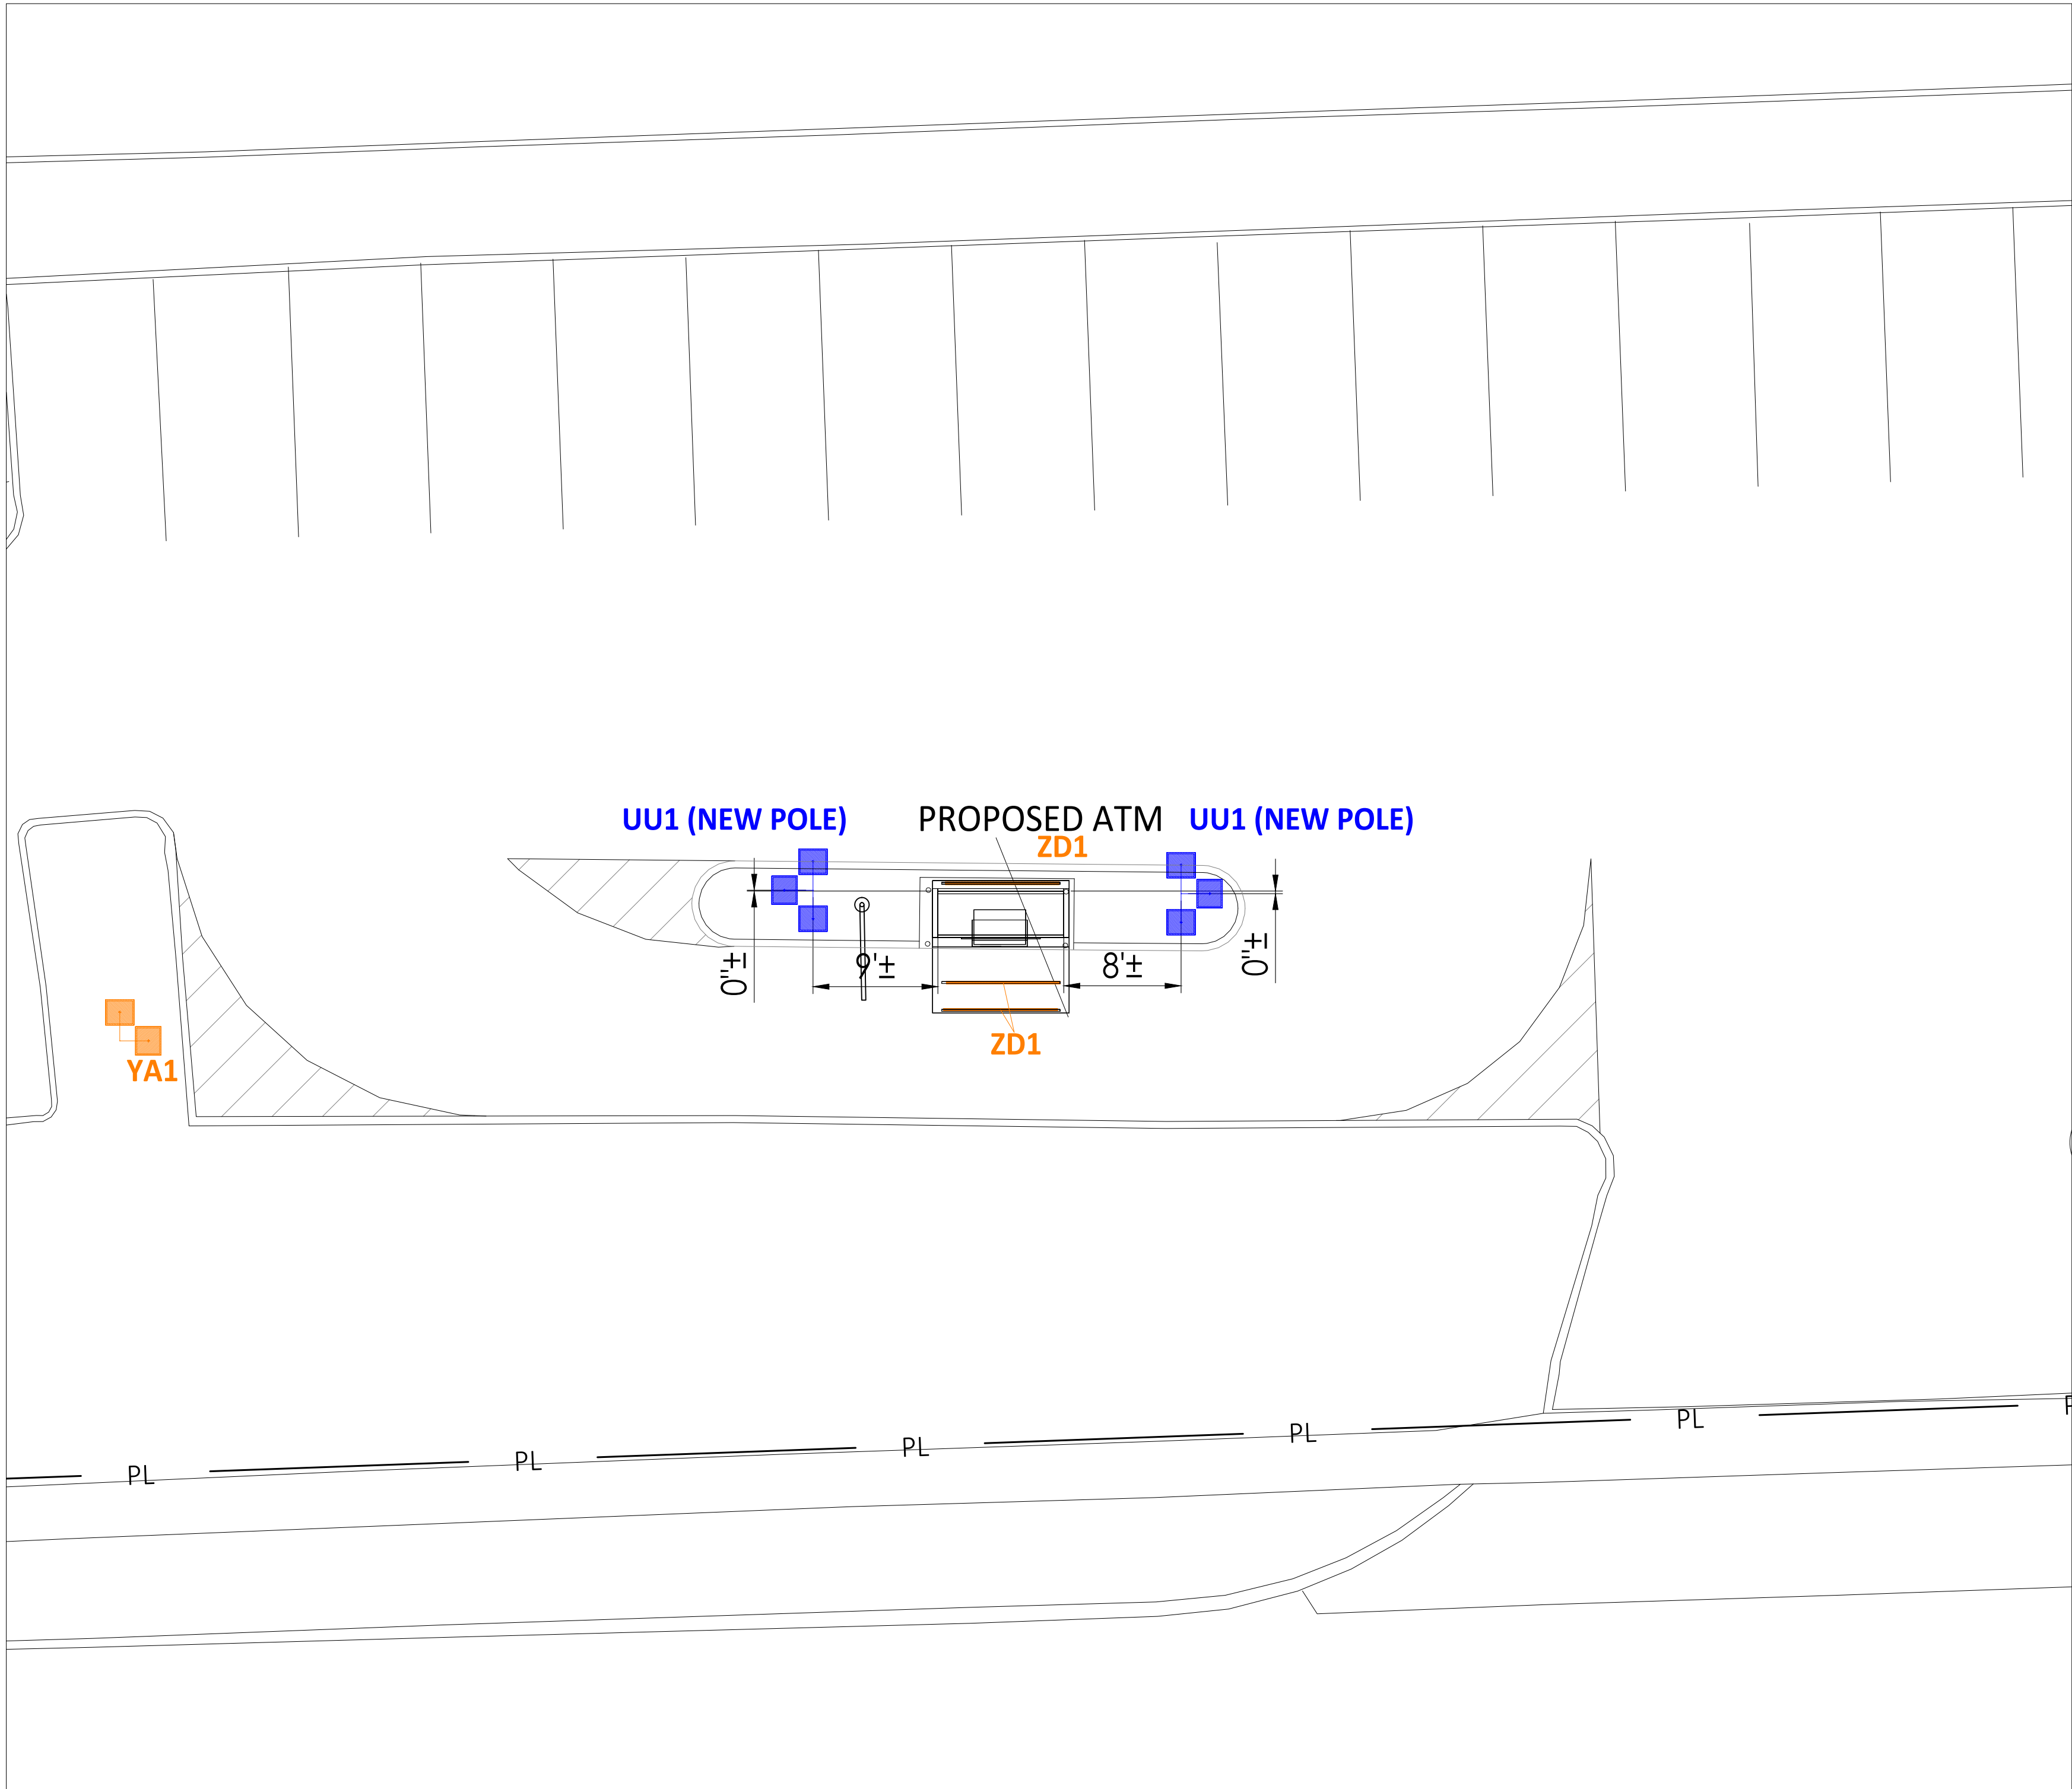 UU1 (NEW POLE)
PROPOSED ATM
UU1 (NEW POLE)
ZD1
0"±
9'±
8'±
0"±
ZD1
YA1
PL
PL
PL
PL
PL